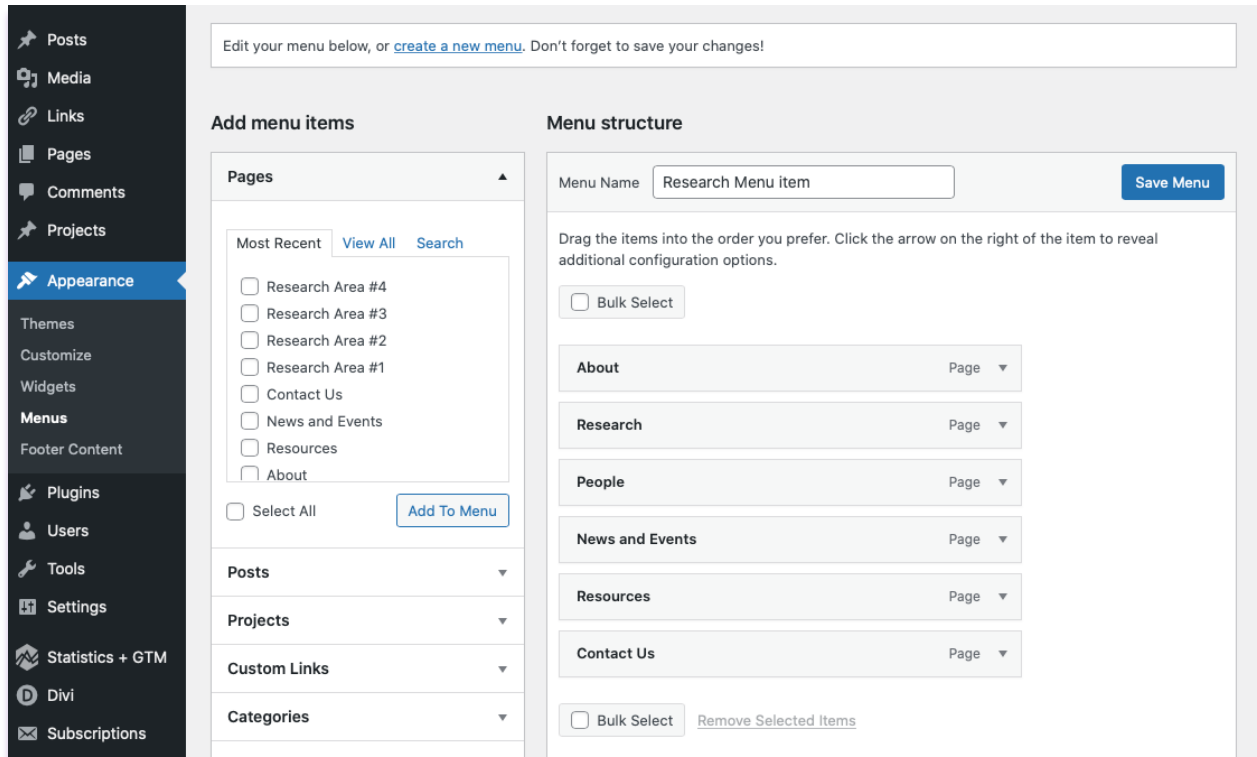 Posts
Media
Links
Pages
Comments
Projects
Appearance
Themes
Customize
Widgets
Menus
Footer Content
Plugins
Users
Tools
Settings
Statistics + GTM
Divi
Subscriptions
Edit your menu below, or create a new menu. Don’t forget to save your changes!
Add menu items
Pages
Most Recent View All Search
Research Area #4
Research Area #3
Research Area #2
Research Area #1
Contact Us
News and Events
Resources
About
Select All Add To Menu
Posts
Projects
Custom Links
Categories
Menu structure
Menu Name Research Menu item Save Menu
Drag the items into the order you prefer. Click the arrow on the right of the item to reveal
additional configuration options.
Bulk Select
About Page
Research Page
People Page
News and Events Page
Resources Page
Contact Us Page
Bulk Select Remove Selected Items